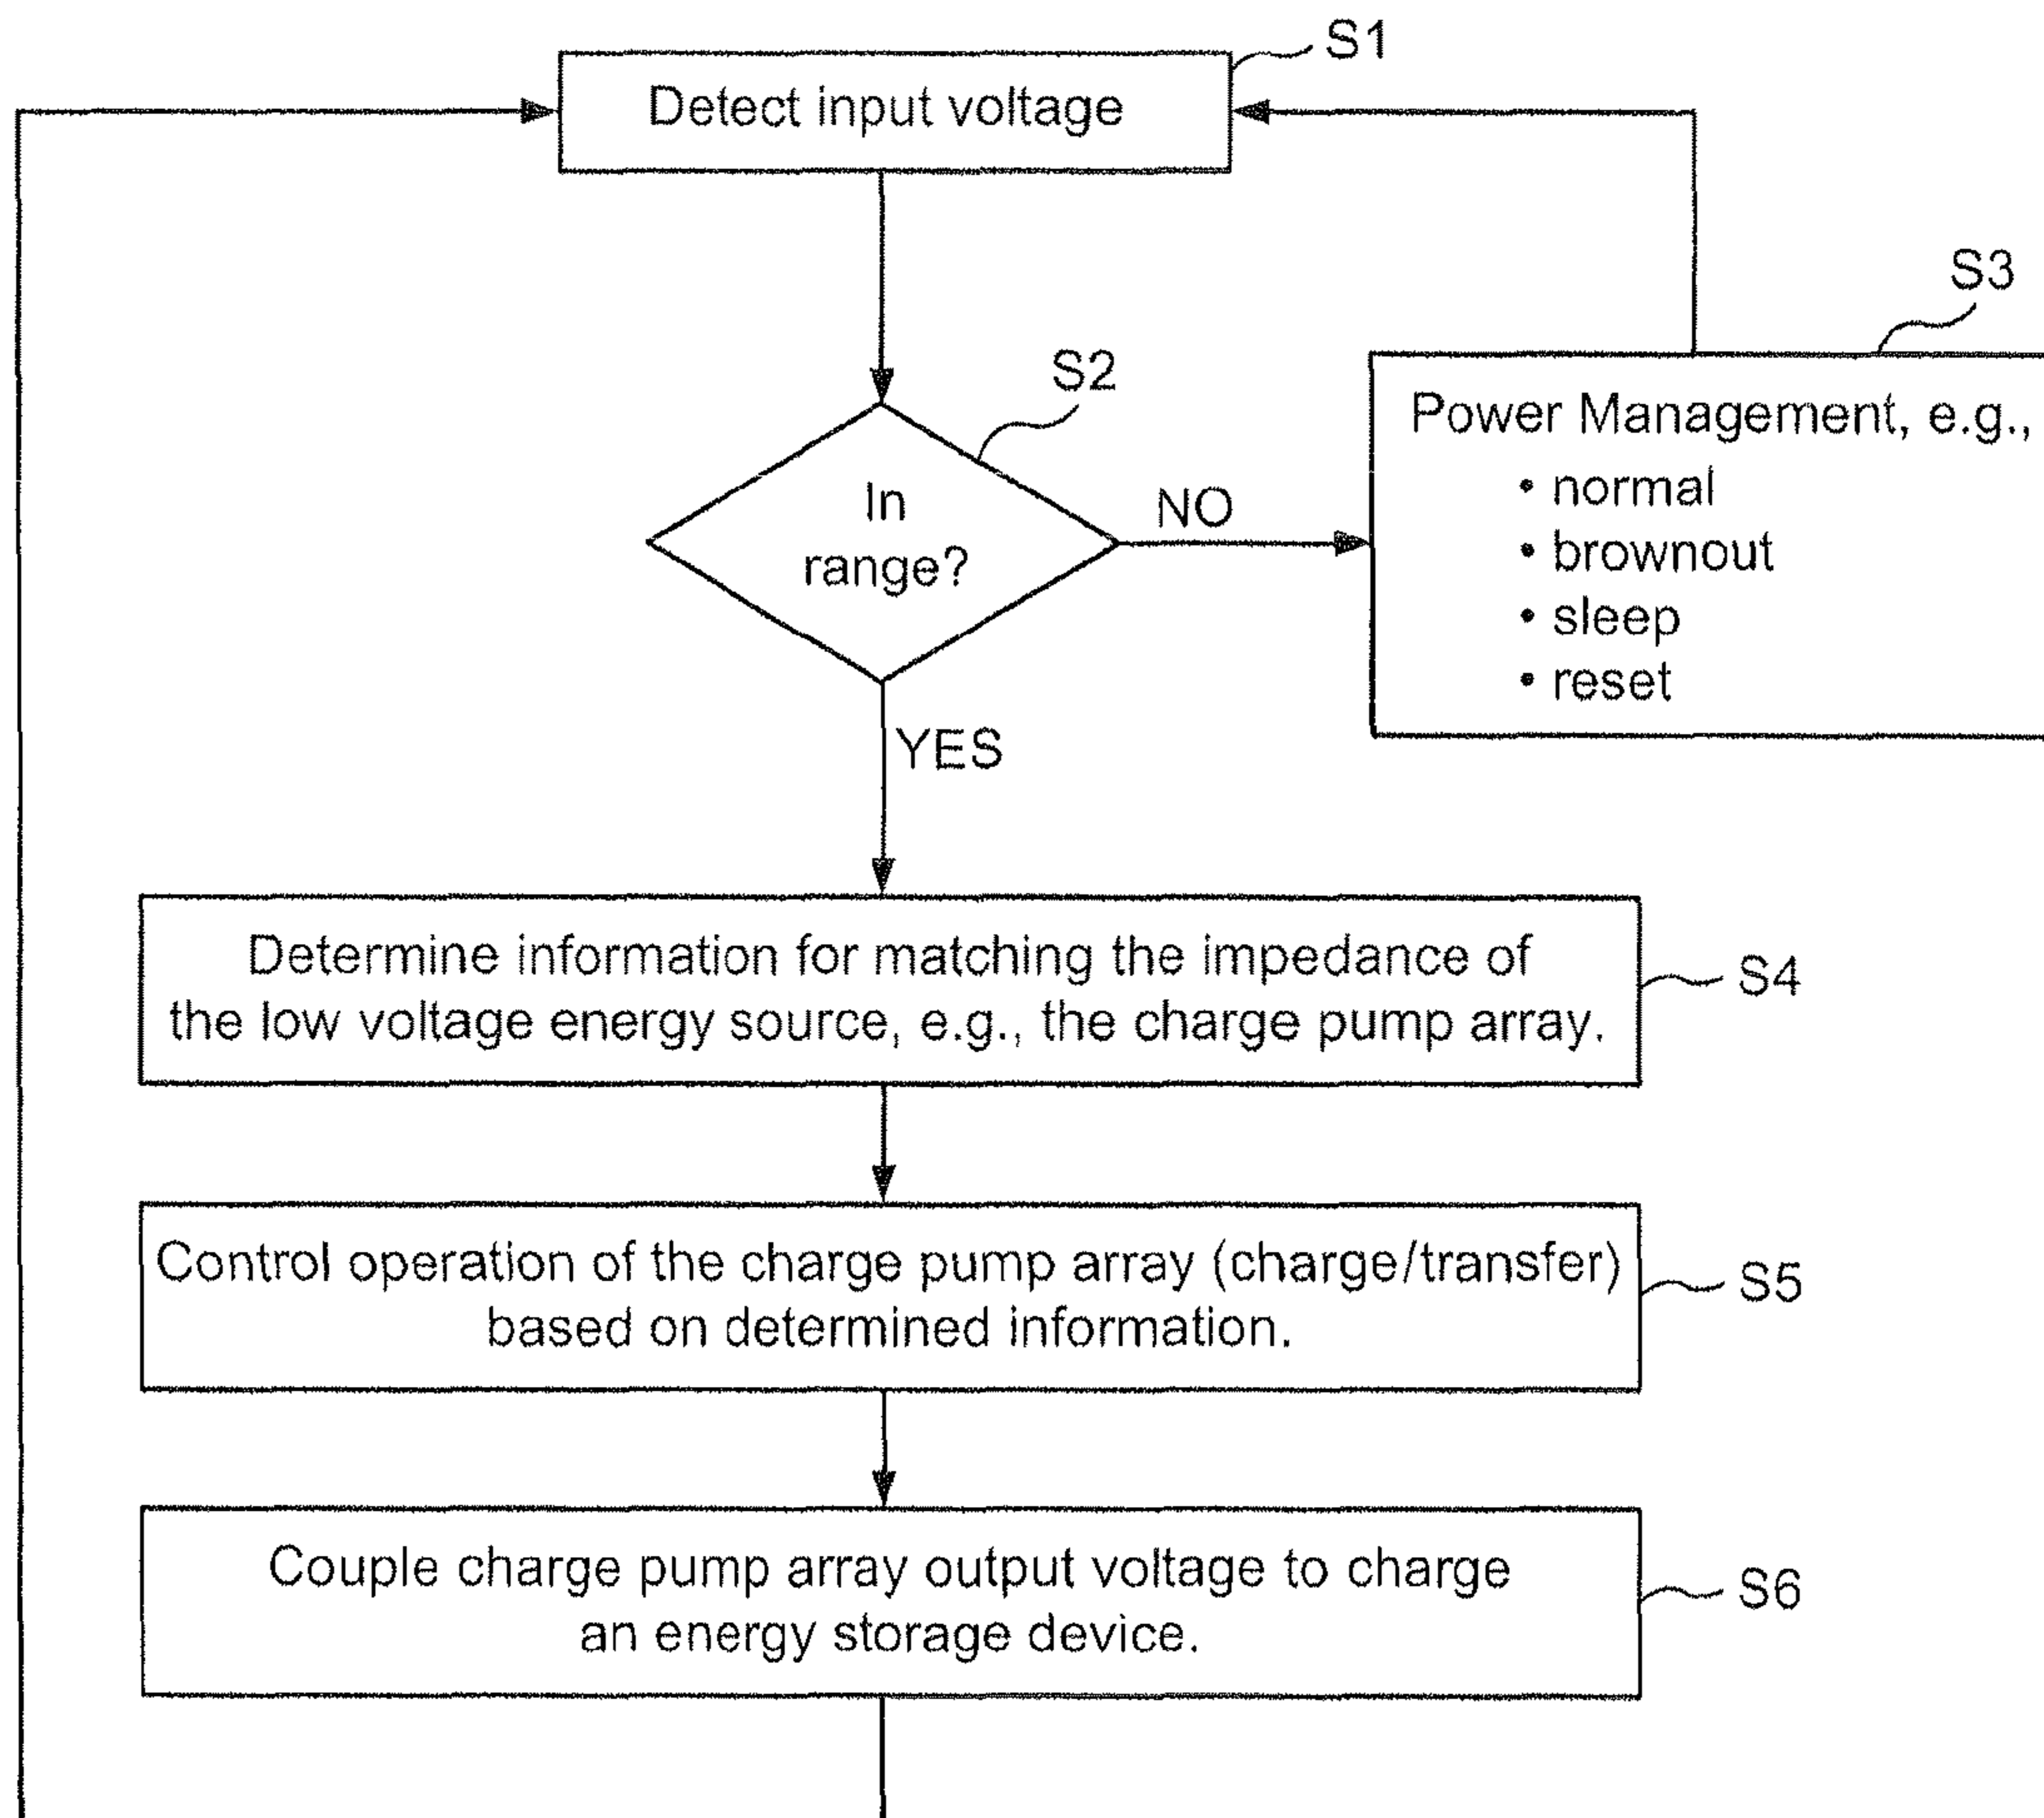 S1
Detect input voltage
S2
In
range?
NO
YES
S3
Power Management, e.g.,
• normal
• brownout
• sleep
• reset
Determine information for matching the impedance of
the low voltage energy source, e.g., the charge pump array.
S4
Control operation of the charge pump array (charge/transfer)
based on determined information.
S5
Couple charge pump array output voltage to charge
an energy storage device.
S6